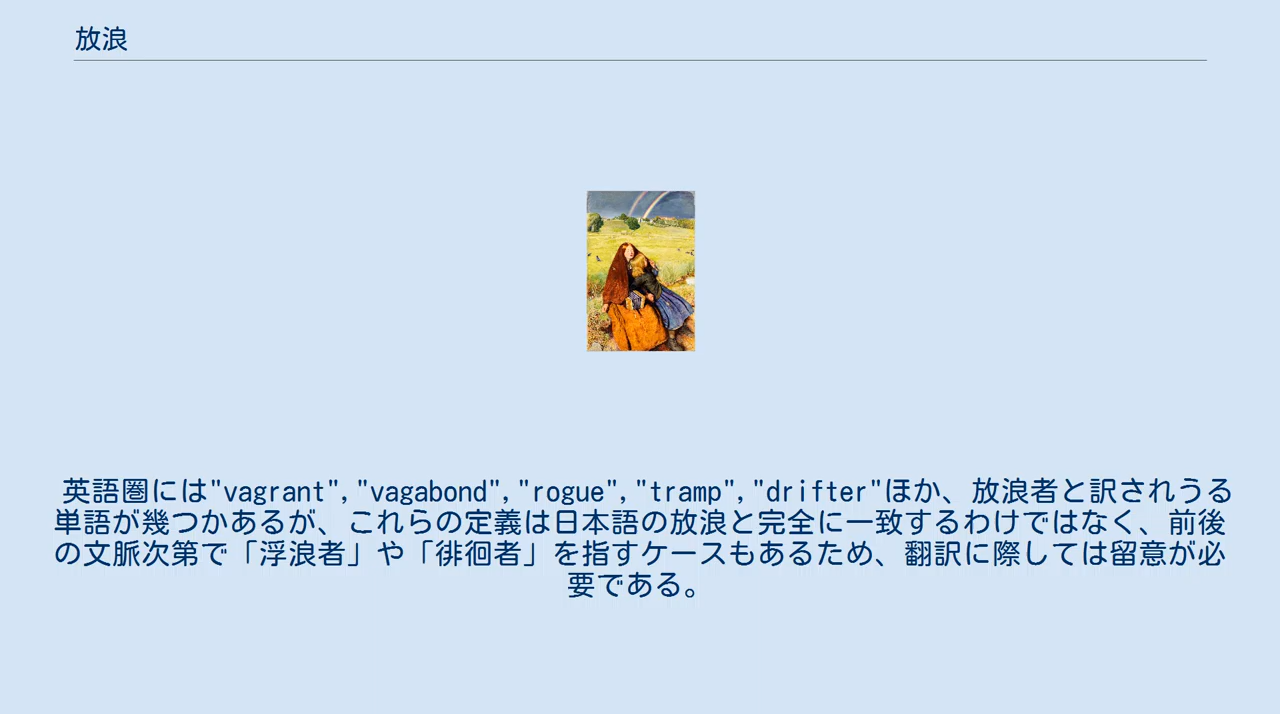 放浪
英語圏には"vagrant","vagabond","rogue","tramp","drifter"ほか、放浪者と訳されうる
単語が幾つかあるが、これらの定義は日本語の放浪と完全に一致するわけではなく、前後
の文脈次第で「浮浪者」や「徘徊者」を指すケースもあるため、翻訳に際しては留意が必
要である。